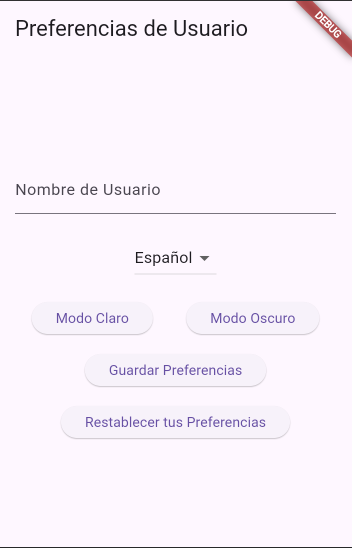 Preferencias de Usuario
DEBUG
Nombre de Usuario
Español
Modo Claro
Modo Oscuro
Guardar Preferencias
Restablecer tus Preferencias